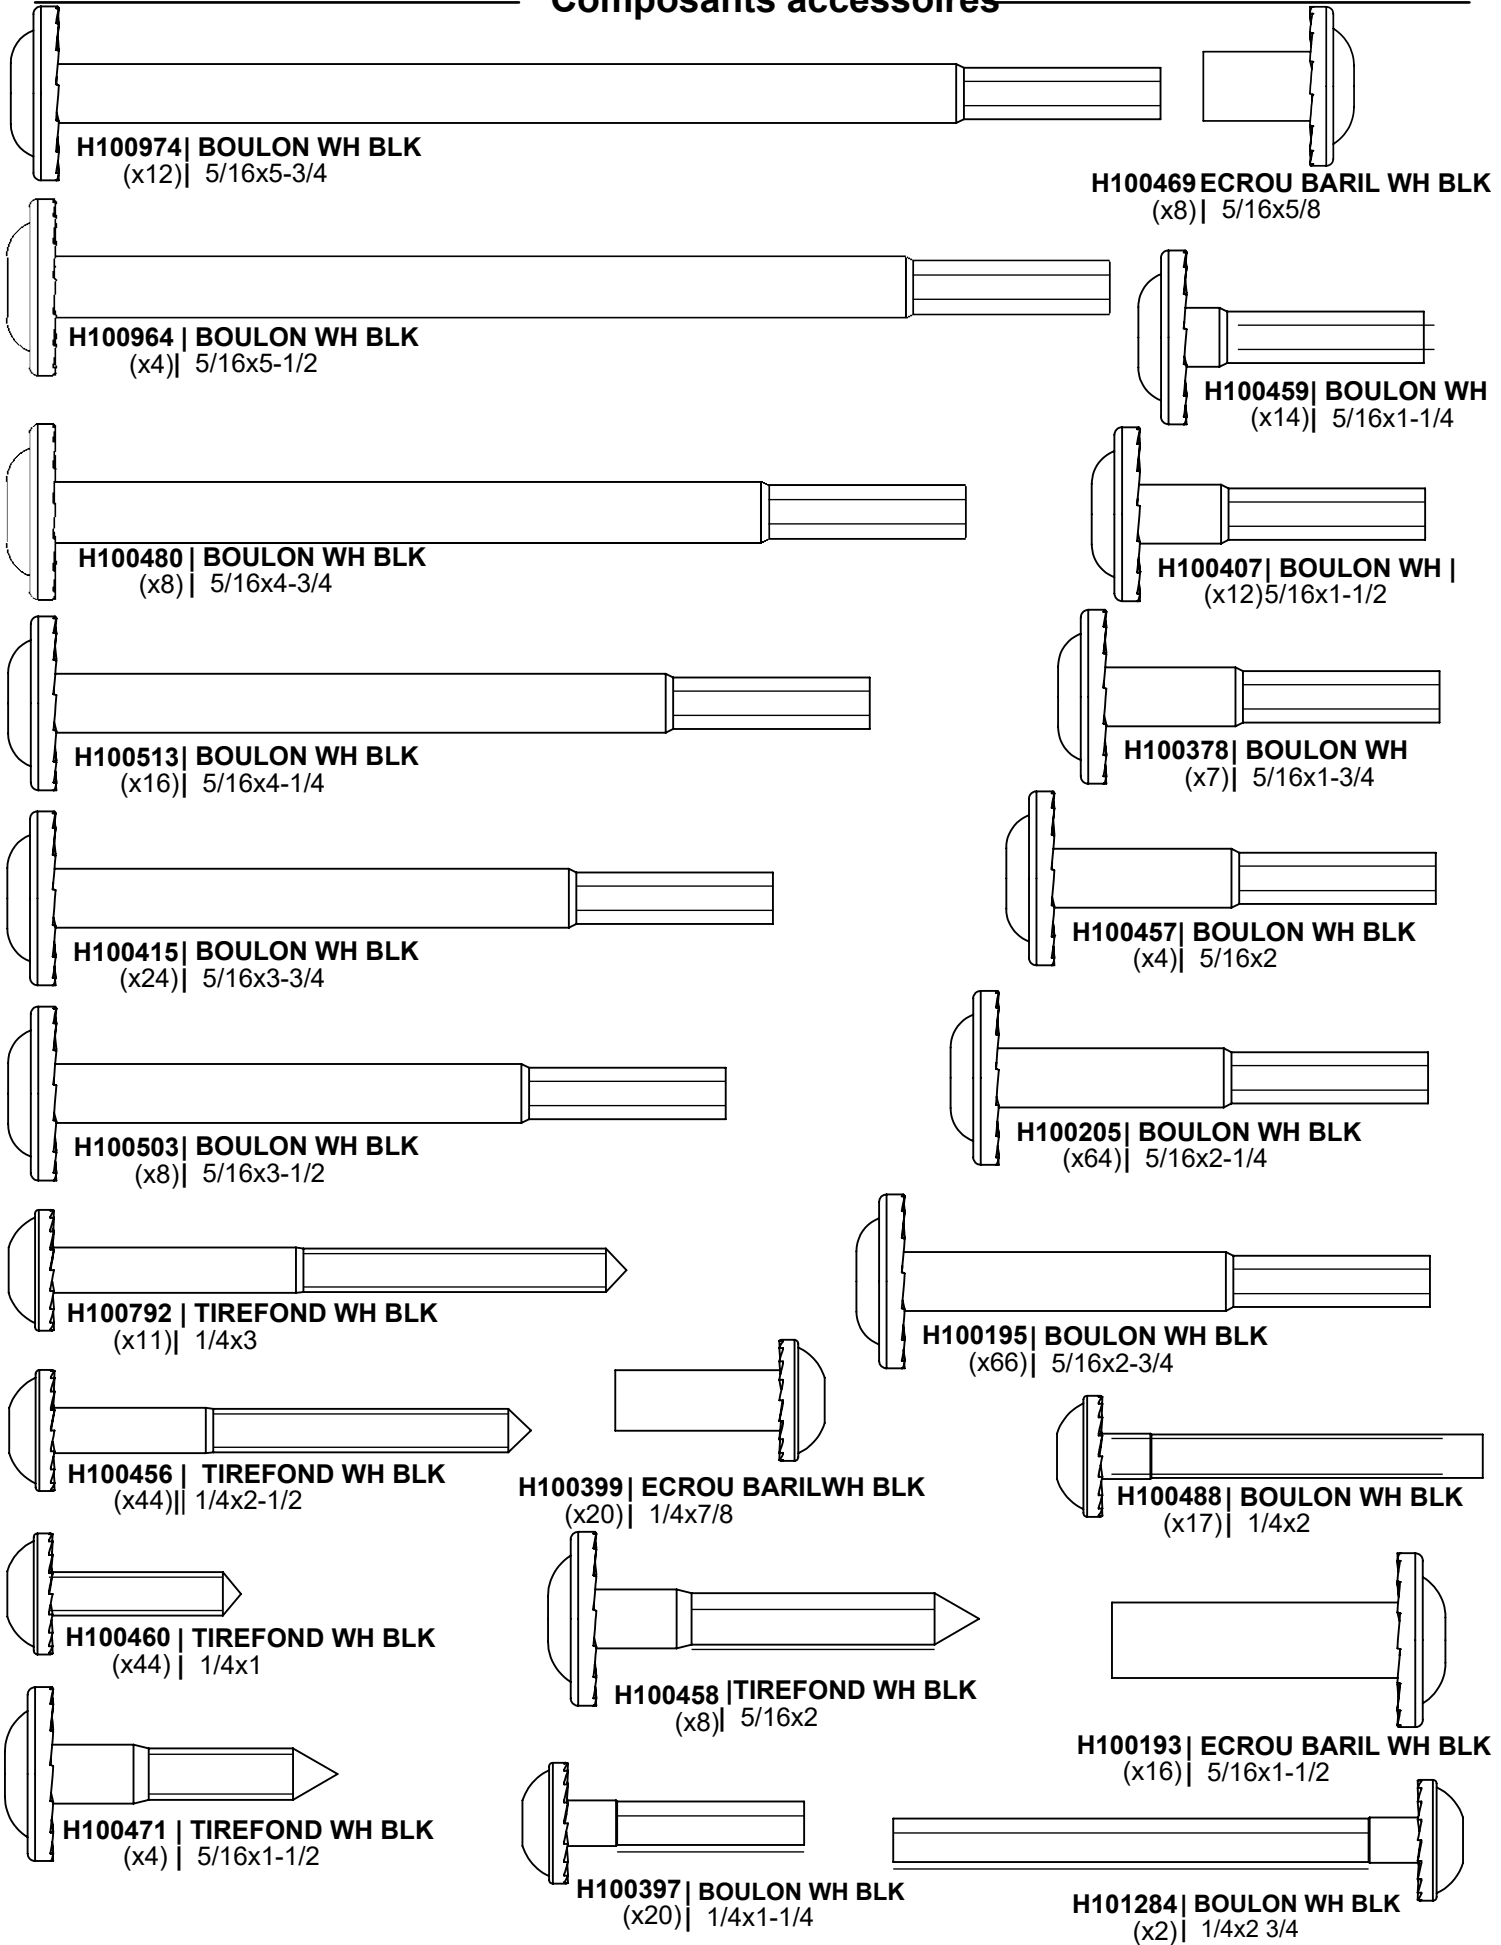 Composants accessoires
H100974| BOULON WH BLK
(x12)| 5/16x5-3/4
H100469 ECROU BARIL WH BLK
(x8)| 5/16x5/8
H100964 | BOULON WH BLK
(x4)| 5/16x5-1/2
H100459| BOULON WH
(x14)| 5/16x1-1/4
H100480 | BOULON WH BLK
(x8) | 5/16x4-3/4
H100407| BOULON WH |
(x12)5/16x1-1/2
H100513| BOULON WH BLK
(x16)| 5/16x4-1/4
H100378| BOULON WH
(x7)| 5/16x1-3/4
H100415| BOULON WH BLK
(x24)| 5/16x3-3/4
H100457| BOULON WH BLK
(x4)| 5/16x2
H100503| BOULON WH BLK
(x8)| 5/16x3-1/2
H100205| BOULON WH BLK
(x64)| 5/16x2-1/4
H100792 | TIREFOND WH BLK
(x11)| 1/4x3
H100195| BOULON WH BLK
(x66)| 5/16x2-3/4
H100456 | TIREFOND WH BLK
(x44)|| 1/4x2-1/2
H100399| ECROU BARILWH BLK
(x20)| 1/4x7/8
H100488| BOULON WH BLK
(x17)| 1/4x2
H100460 | TIREFOND WH BLK
(x44) | 1/4x1
H100458 |TIREFOND WH BLK
(x8)| 5/16x2
H100193| ECROU BARIL WH BLK
(x16)| 5/16x1-1/2
H100471 | TIREFOND WH BLK
(x4) | 5/16x1-1/2
H100397| BOULON WH BLK
(x20)| 1/4x1-1/4
H101284| BOULON WH BLK
(x2)| 1/4x2 3/4